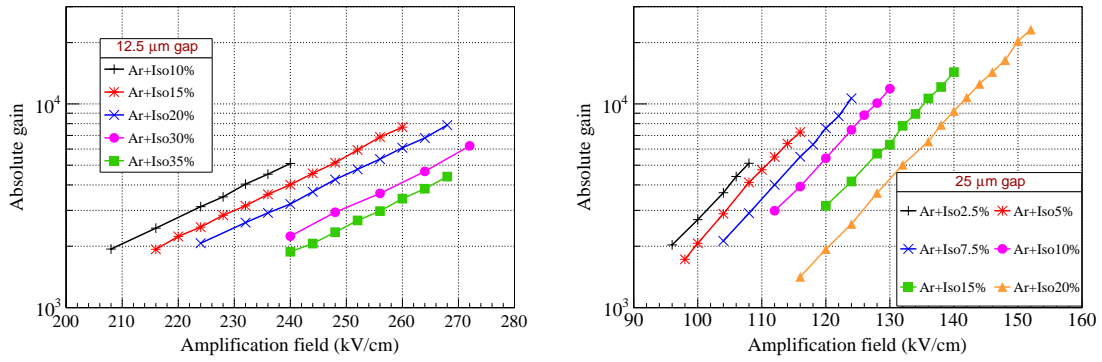 12.5 μm gap
Ar+Iso10%
Ar+Iso15%
Ar+Iso20%
Ar+Iso30%
Ar+Iso35%
Absolute gain
10^4
10^3
200 210 220 230 240 250 260 270 280
Amplification field (kV/cm)
25 μm gap
Ar+Iso2.5% Ar+Iso5%
Ar+Iso7.5% Ar+Iso10%
Ar+Iso15% Ar+Iso20%
Absolute gain
10^4
10^3
90 100 110 120 130 140 150 160
Amplification field (kV/cm)